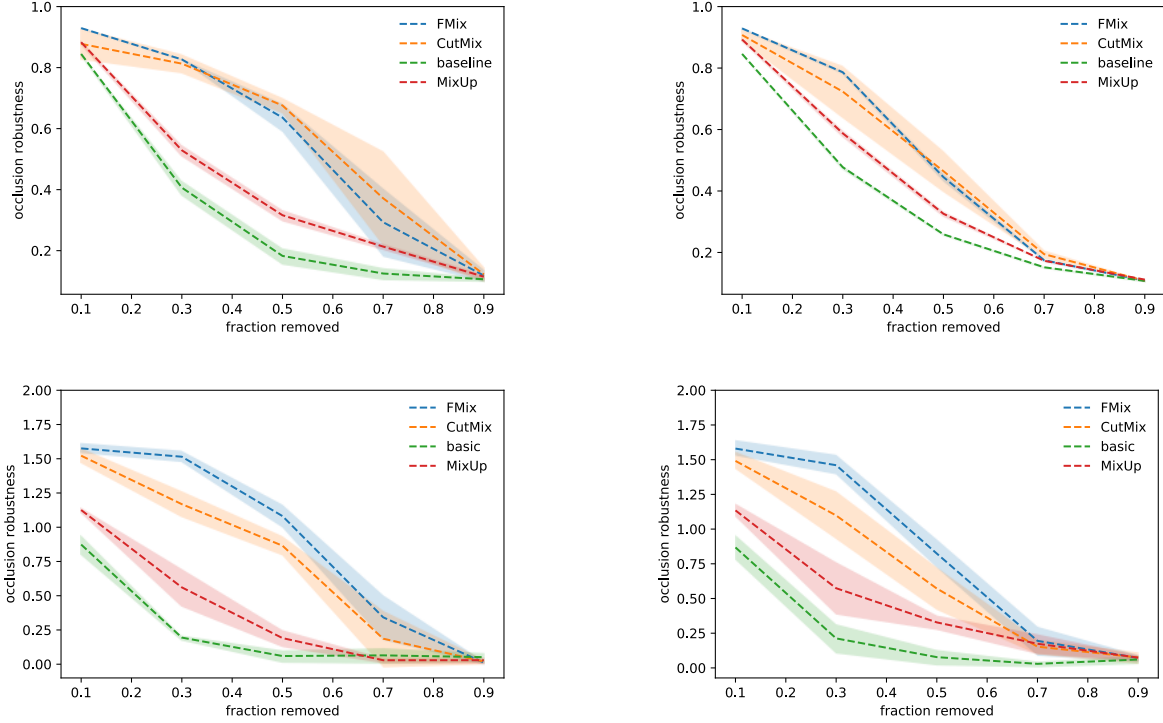 1.0
0.8
0.6
0.4
0.2
occlusion robustness
FMix
CutMix
baseline
MixUp
0.1 0.2 0.3 0.4 0.5 0.6 0.7 0.8 0.9
fraction removed
1.0
0.8
0.6
0.4
0.2
occlusion robustness
FMix
CutMix
baseline
MixUp
0.1 0.2 0.3 0.4 0.5 0.6 0.7 0.8 0.9
fraction removed
2.00
1.75
1.50
1.25
1.00
0.75
0.50
0.25
0.00
occlusion robustness
FMix
CutMix
basic
MixUp
0.1 0.2 0.3 0.4 0.5 0.6 0.7 0.8 0.9
fraction removed
2.00
1.75
1.50
1.25
1.00
0.75
0.50
0.25
0.00
occlusion robustness
FMix
CutMix
basic
MixUp
0.1 0.2 0.3 0.4 0.5 0.6 0.7 0.8 0.9
fraction removed